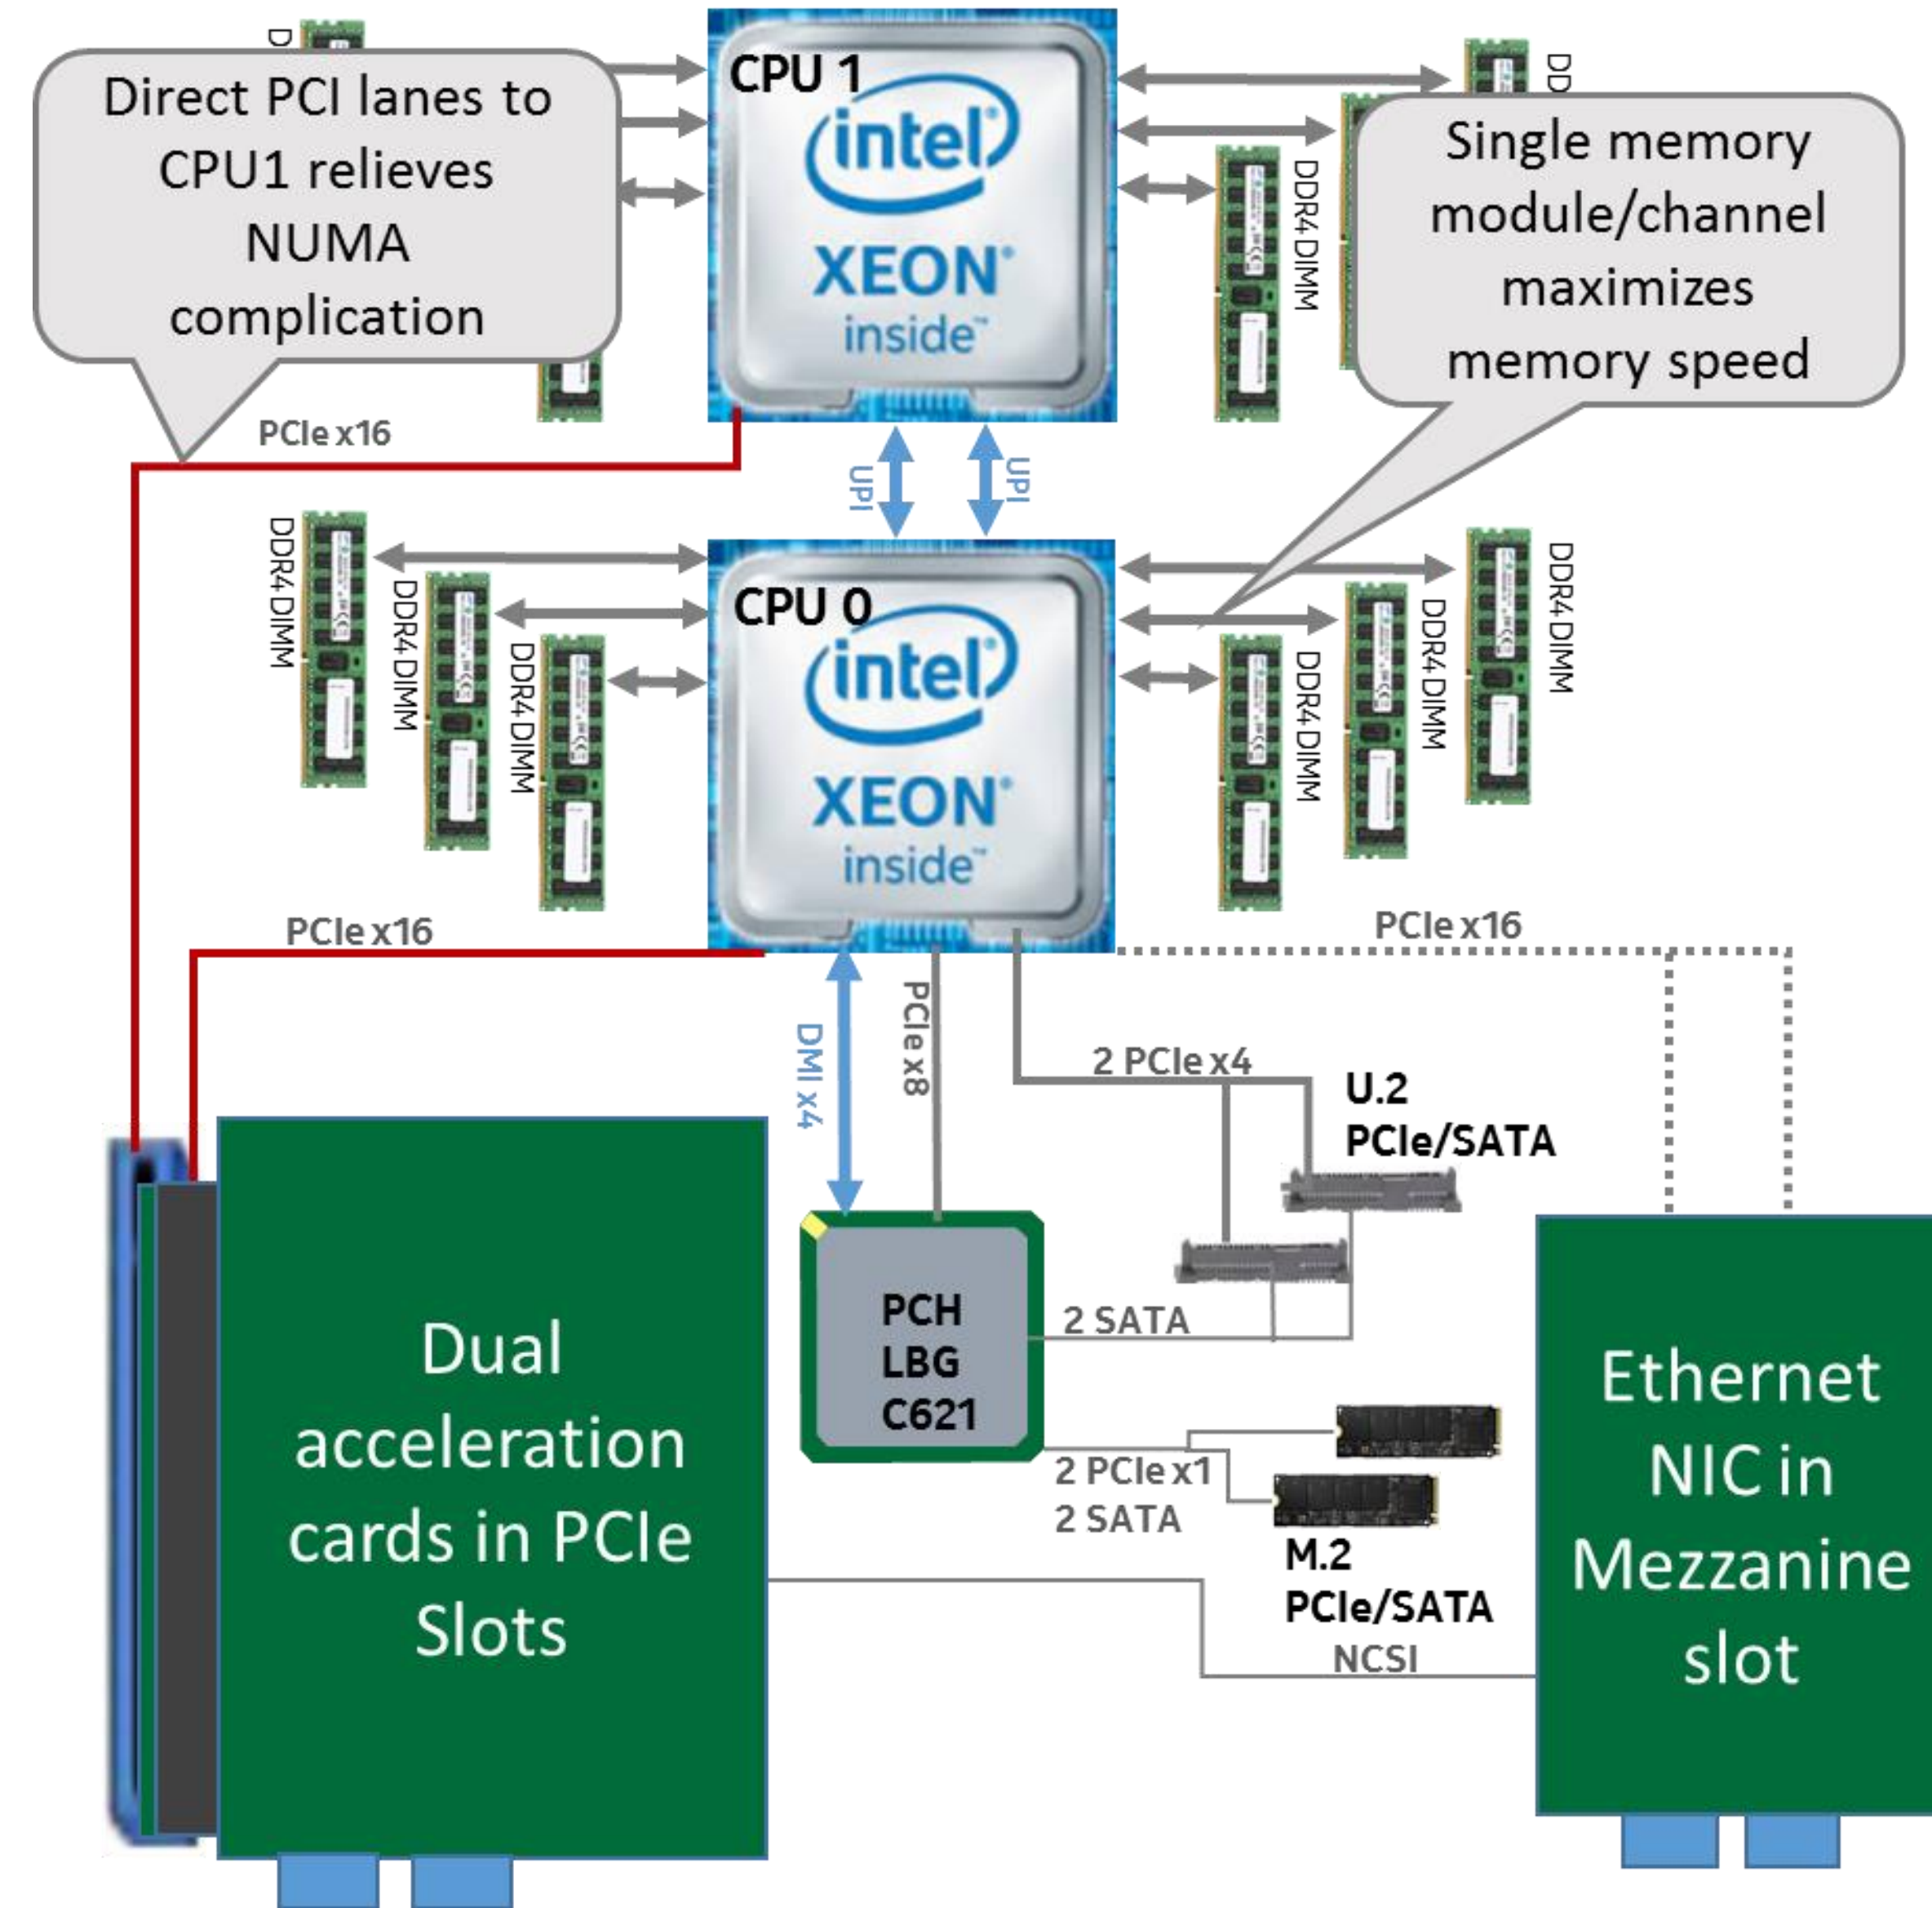 Direct PCI lanes to
CPU1 relieves
NUMA
complication
CPU 1
intel
XEON®
inside™
Single memory
module/channel
maximizes
memory speed
DDR4 DIMM
PCIe x16
UPI
UPI
DDR4 DIMM
DDR4 DIMM
DDR4 DIMM
CPU 0
intel
XEON®
inside™
DDR4 DIMM
DDR4 DIMM
DDR4 DIMM
PCIe x16
PCIe x16
DMI x4
PCIe x8
2 PCIe x4
U.2
PCIe/SATA
PCH
LBG
C621
2 SATA
2 PCIe x1
2 SATA
M.2
PCIe/SATA
NCSI
Dual
acceleration
cards in PCIe
Slots
Ethernet
NIC in
Mezzanine
slot